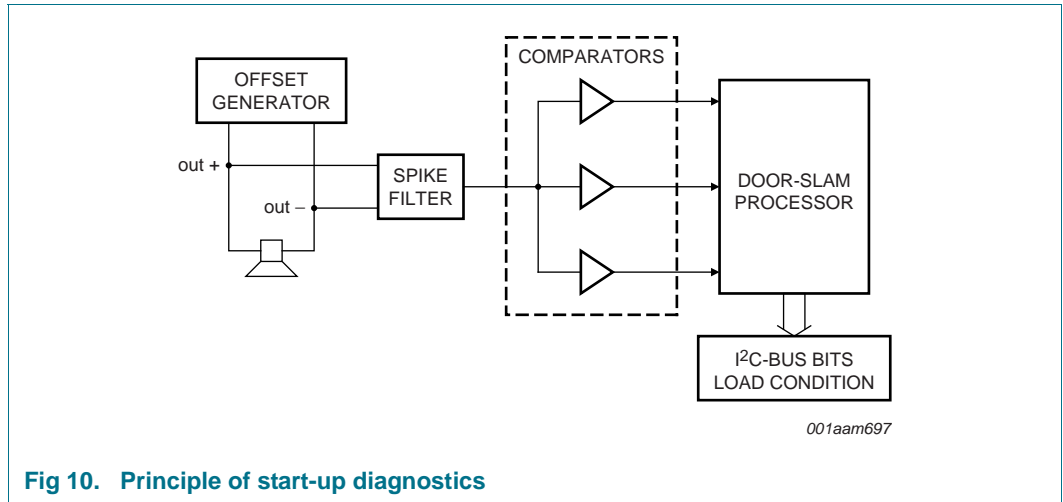 COMPARATORS
OFFSET
GENERATOR
out +
out −
SPIKE
FILTER
DOOR-SLAM
PROCESSOR
I²C-BUS BITS
LOAD CONDITION
001aam697
Fig 10. Principle of start-up diagnostics